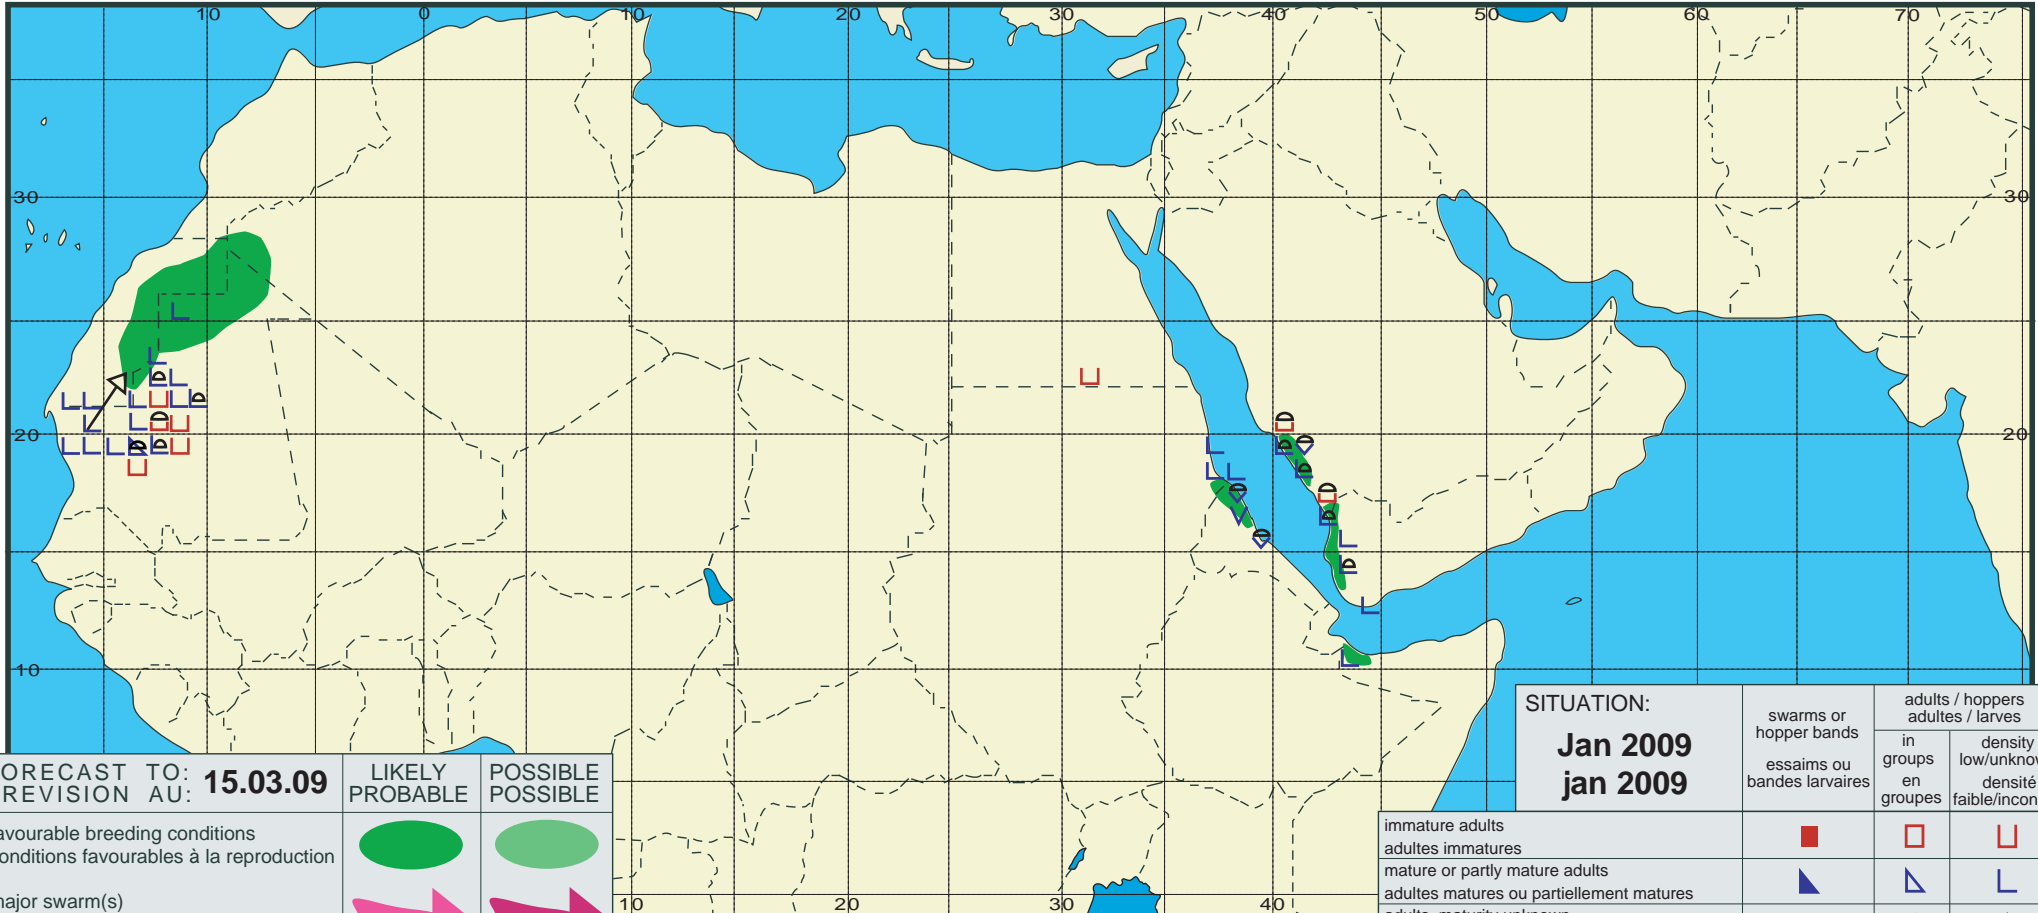 10 0 10 20 30 40 50 60 70
30 30
20 20
10
SITUATION:
Jan 2009
jan 2009
swarms or
hopper bands
essaims ou
bandes larvaires
adults / hoppers
adultes / larves
in
groups
en
groupes
density
low/unknow
densité
faible/incon
ORECAST TO:
REVISION AU:
15.03.09
LIKELY
PROBABLE
POSSIBLE
POSSIBLE
avourable breeding conditions
onditions favourables à la reproduction
major swarm(s)
immature adults
adultes immatures
mature or partly mature adults
adultes matures ou partiellement matures
10 20 30 40